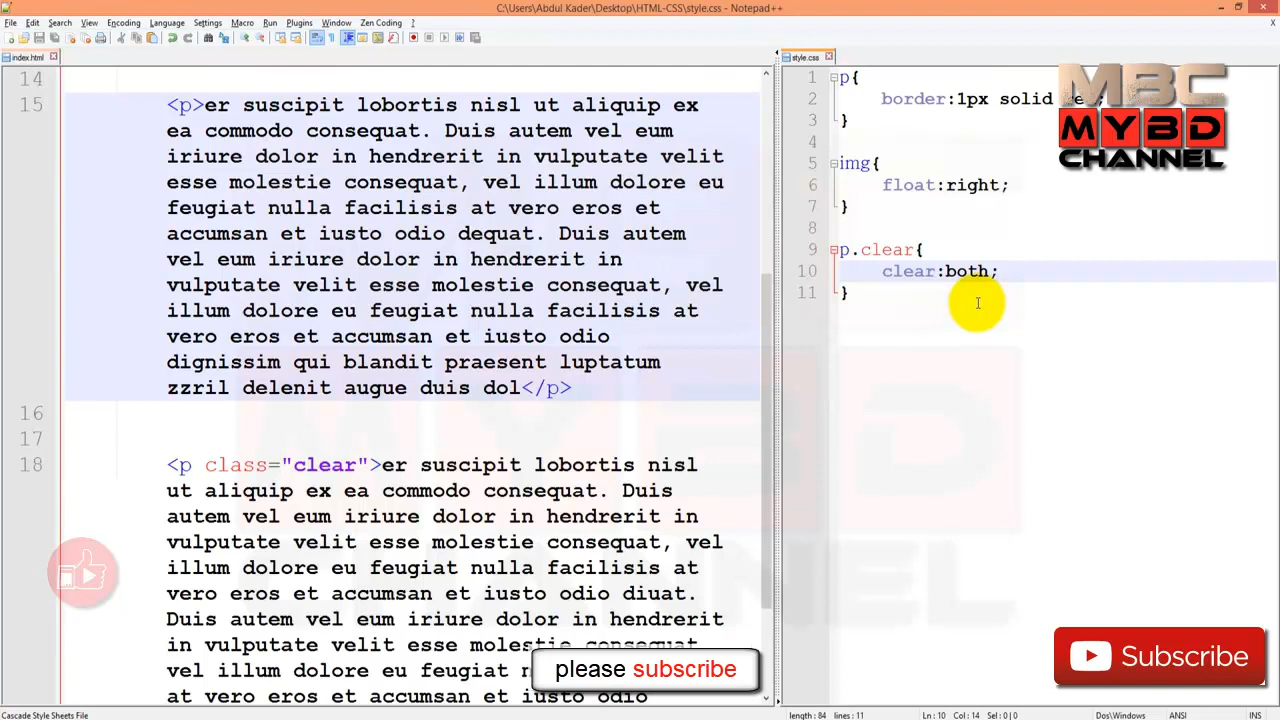 C:\Users\Abdul Kader\Desktop\HTML-CSS\style.css - Notepad++
File Edit Search View Encoding Language Settings Macro Run Plugins Window Zen Coding ?
X
index.html
style.css
14
15 <p>er suscipit lobortis nisl ut aliquip ex
ea commodo consequat. Duis autem vel eum
iriure dolor in hendrerit in vulputate velit
esse molestie consequat, vel illum dolore eu
feugiat nulla facilisis at vero eros et
accumsan et iusto odio dequat. Duis autem
vel eum iriure dolor in hendrerit in
vulputate velit esse molestie consequat, vel
illum dolore eu feugiat nulla facilisis at
vero eros et accumsan et iusto odio
dignissim qui blandit praesent luptatum
zzril delenit augue duis dol</p>
16
17
18 <p class="clear">er suscipit lobortis nisl
ut aliquip ex ea commodo consequat. Duis
autem vel eum iriure dolor in hendrerit in
vulputate velit esse molestie consequat, vel
illum dolore eu feugiat nulla facilisis at
vero eros et accumsan et iusto odio diuat.
Duis autem vel eum iriure dolor in hendrerit
in vulputate velit esse molestie consequat,
vel illum dolore eu feugiat
at vero eros et accumsan et iusto odio
1 p{
2 border:1px solid
3 }
4
5 img{
6 float:right;
7 }
8
9 p.clear{
10 clear:both;
11 }
MBC
MYBD
CHANNEL
MYBD
CHANNEL
please subscribe
Subscribe
Cascade Style Sheets File
length : 84 lines : 11
Ln : 10 Col : 14 Sel : 0 | 0
Dos\Windows
ANSI
INS